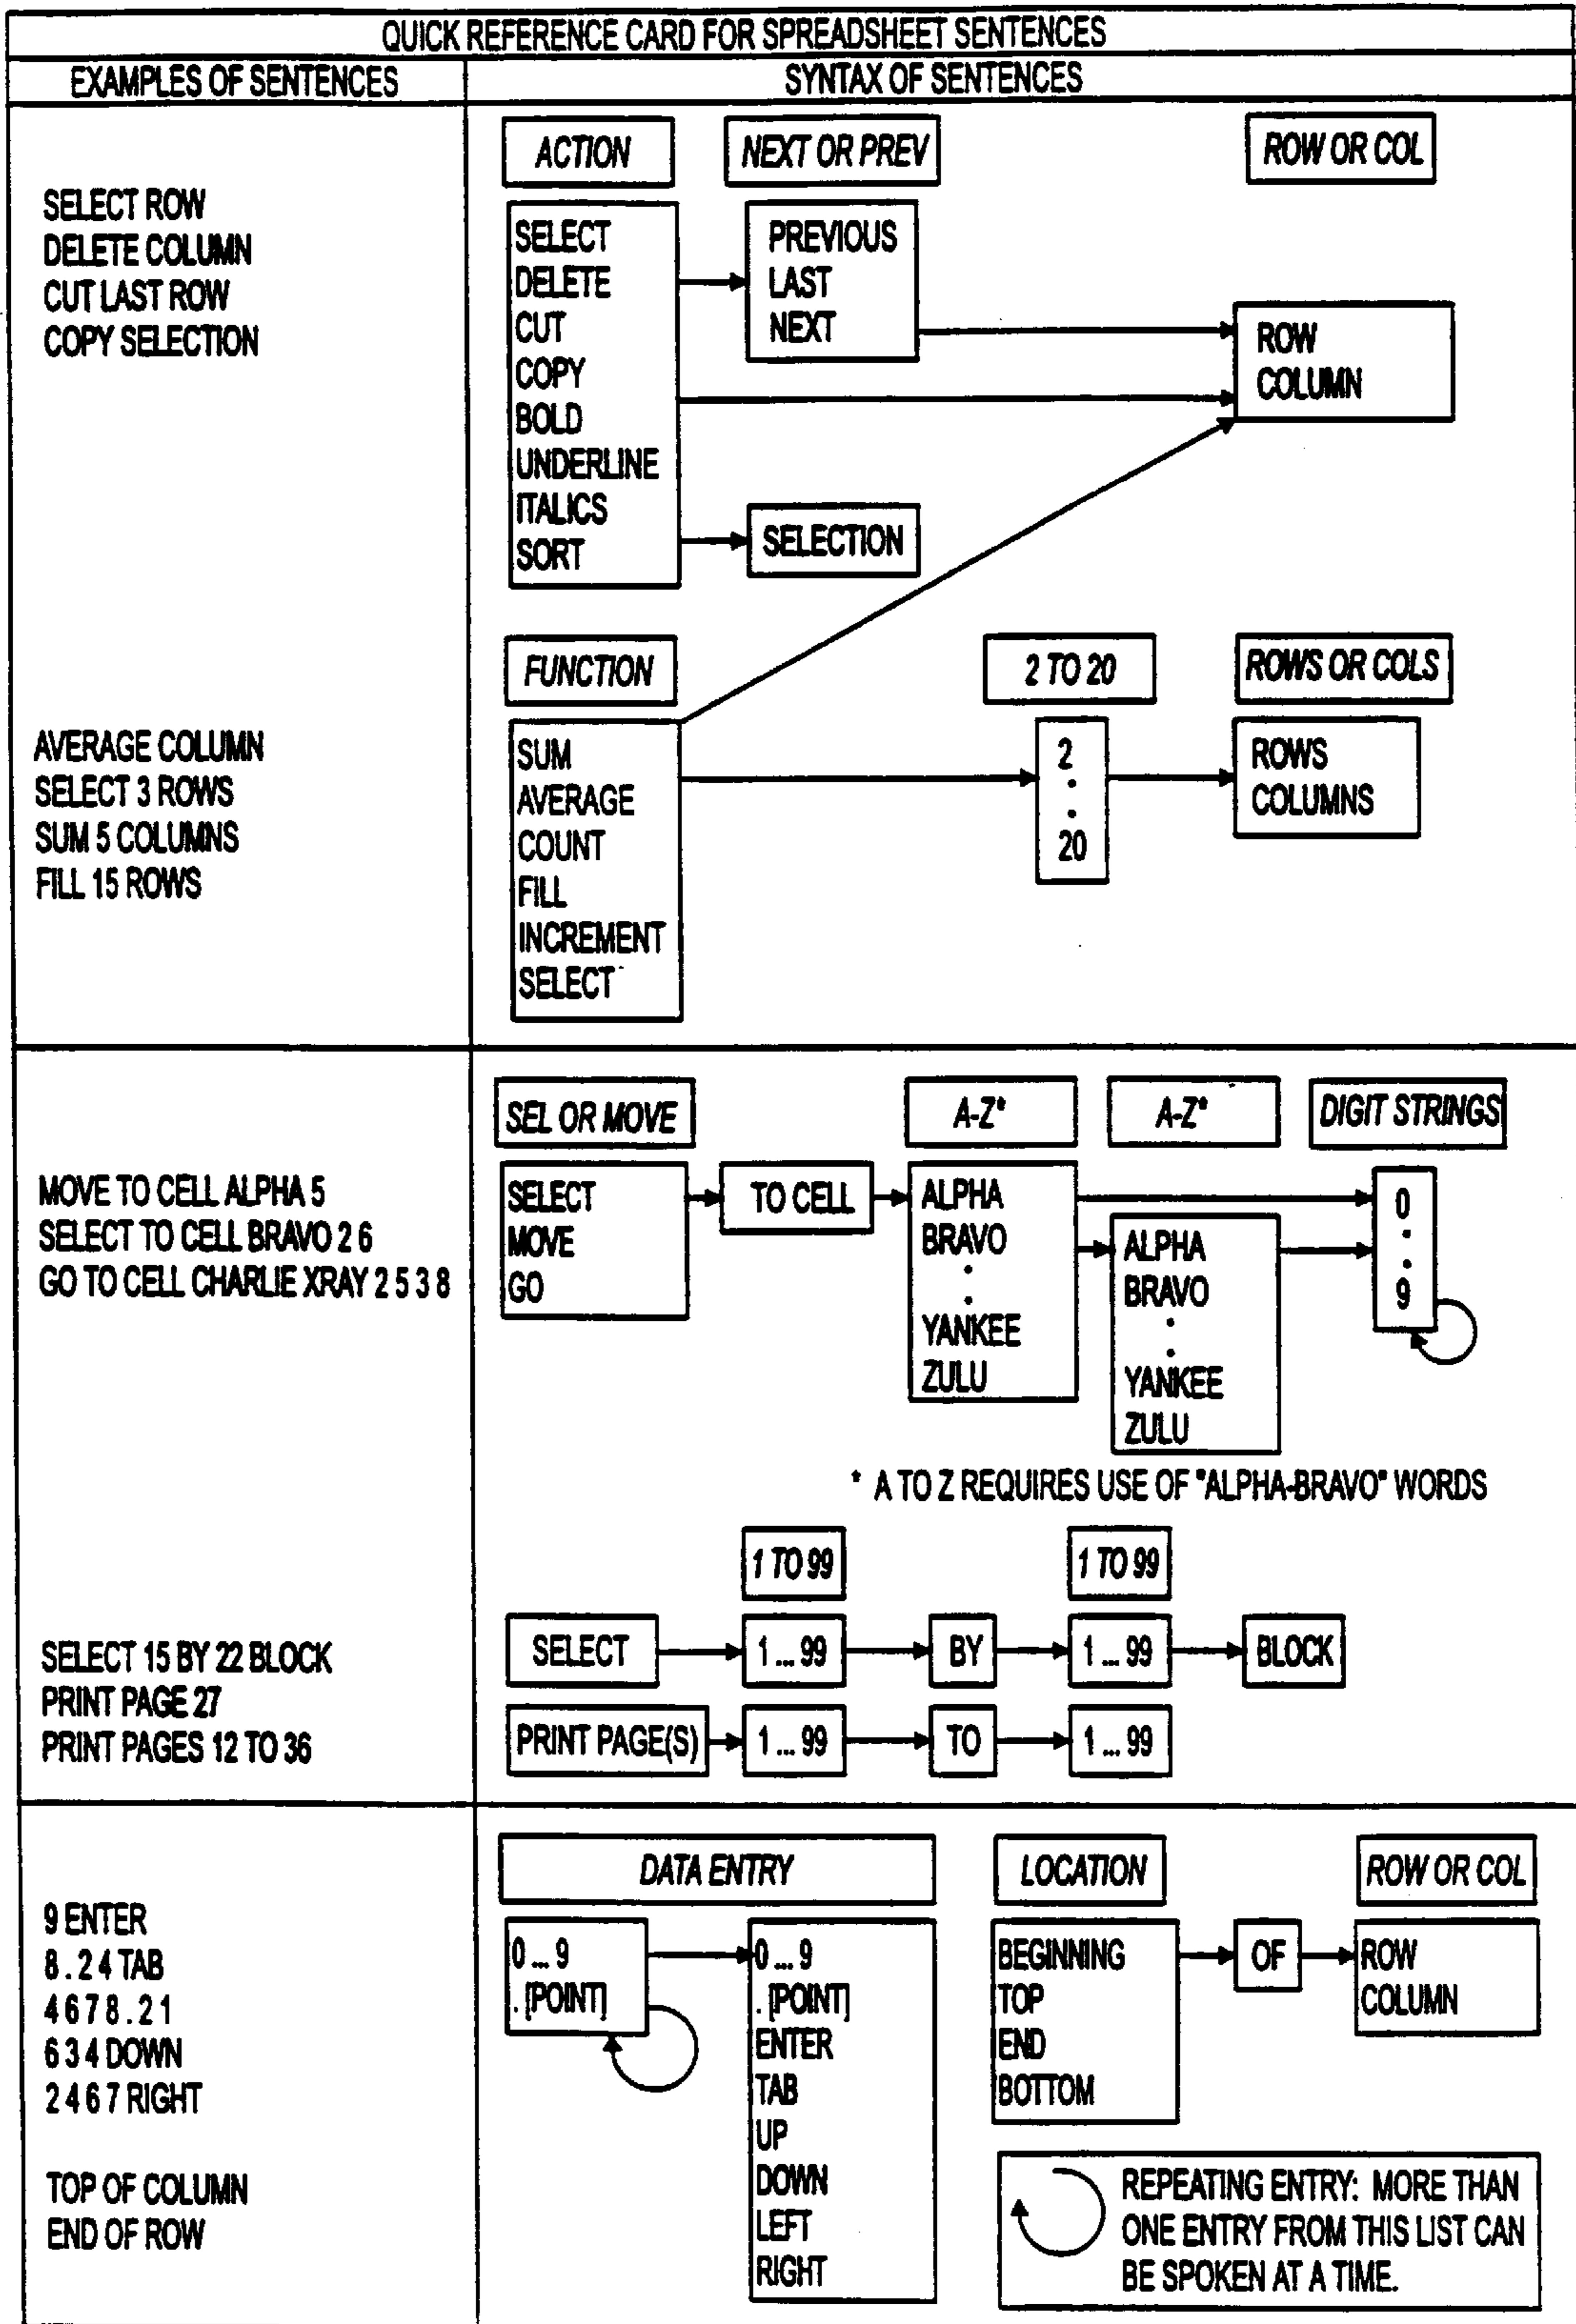 QUICK REFERENCE CARD FOR SPREADSHEET SENTENCES
EXAMPLES OF SENTENCES
SYNTAX OF SENTENCES
SELECT ROW
DELETE COLUMN
CUT LAST ROW
COPY SELECTION
ACTION
NEXT OR PREV
ROW OR COL
SELECT
DELETE
CUT
COPY
BOLD
UNDERLINE
ITALICS
SORT
PREVIOUS
LAST
NEXT
SELECTION
ROW
COLUMN
AVERAGE COLUMN
SELECT 3 ROWS
SUM 5 COLUMNS
FILL 15 ROWS
FUNCTION
2 TO 20
ROWS OR COLS
SUM
AVERAGE
COUNT
FILL
INCREMENT
SELECT
2
.
.
20
ROWS
COLUMNS
MOVE TO CELL ALPHA 5
SELECT TO CELL BRAVO 2 6
GO TO CELL CHARLIE XRAY 2 5 3 8
SEL OR MOVE
A-Z*
A-Z*
DIGIT STRINGS
SELECT
MOVE
GO
TO CELL
ALPHA
BRAVO
.
.
YANKEE
ZULU
ALPHA
BRAVO
.
.
YANKEE
ZULU
0
.
.
9
* A TO Z REQUIRES USE OF "ALPHA-BRAVO" WORDS
SELECT 15 BY 22 BLOCK
PRINT PAGE 27
PRINT PAGES 12 TO 36
1 TO 99
1 TO 99
SELECT
1 ... 99
BY
1 ... 99
BLOCK
PRINT PAGE(S)
1 ... 99
TO
1 ... 99
9 ENTER
8 . 2 4 TAB
4 6 7 8 . 2 1
6 3 4 DOWN
2 4 6 7 RIGHT
TOP OF COLUMN
END OF ROW
DATA ENTRY
LOCATION
ROW OR COL
0 ... 9
. [POINT]
0 ... 9
. [POINT]
ENTER
TAB
UP
DOWN
LEFT
RIGHT
BEGINNING
TOP
END
BOTTOM
OF
ROW
COLUMN
REPEATING ENTRY: MORE THAN
ONE ENTRY FROM THIS LIST CAN
BE SPOKEN AT A TIME.